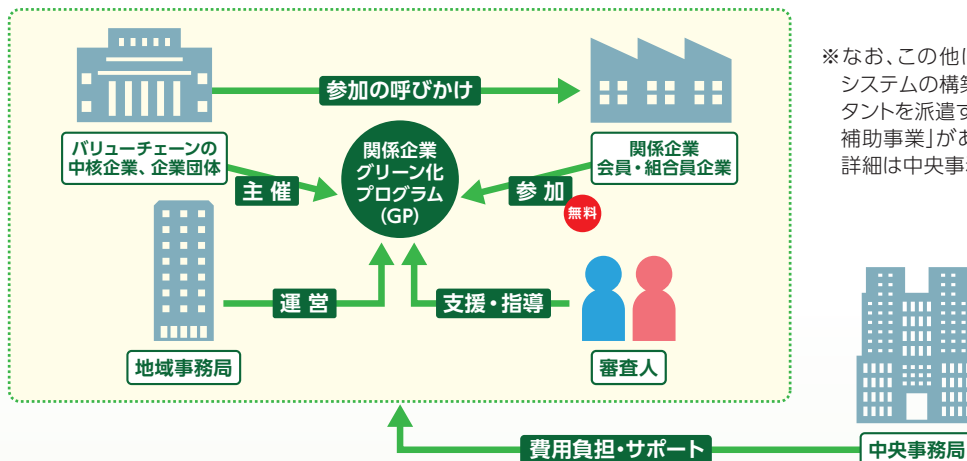 参加の呼びかけ
バリューチェーンの
中核企業、企業団体
関係企業
会員・組合員企業
関係企業
グリーン化
プログラム
(GP)
主 催
参 加
無料
運 営
支援・指導
地域事務局
審査人
費用負担・サポート
中央事務局
※なお、この他に
システムの構築
タントを派遣す
補助事業」があ
詳細は中央事